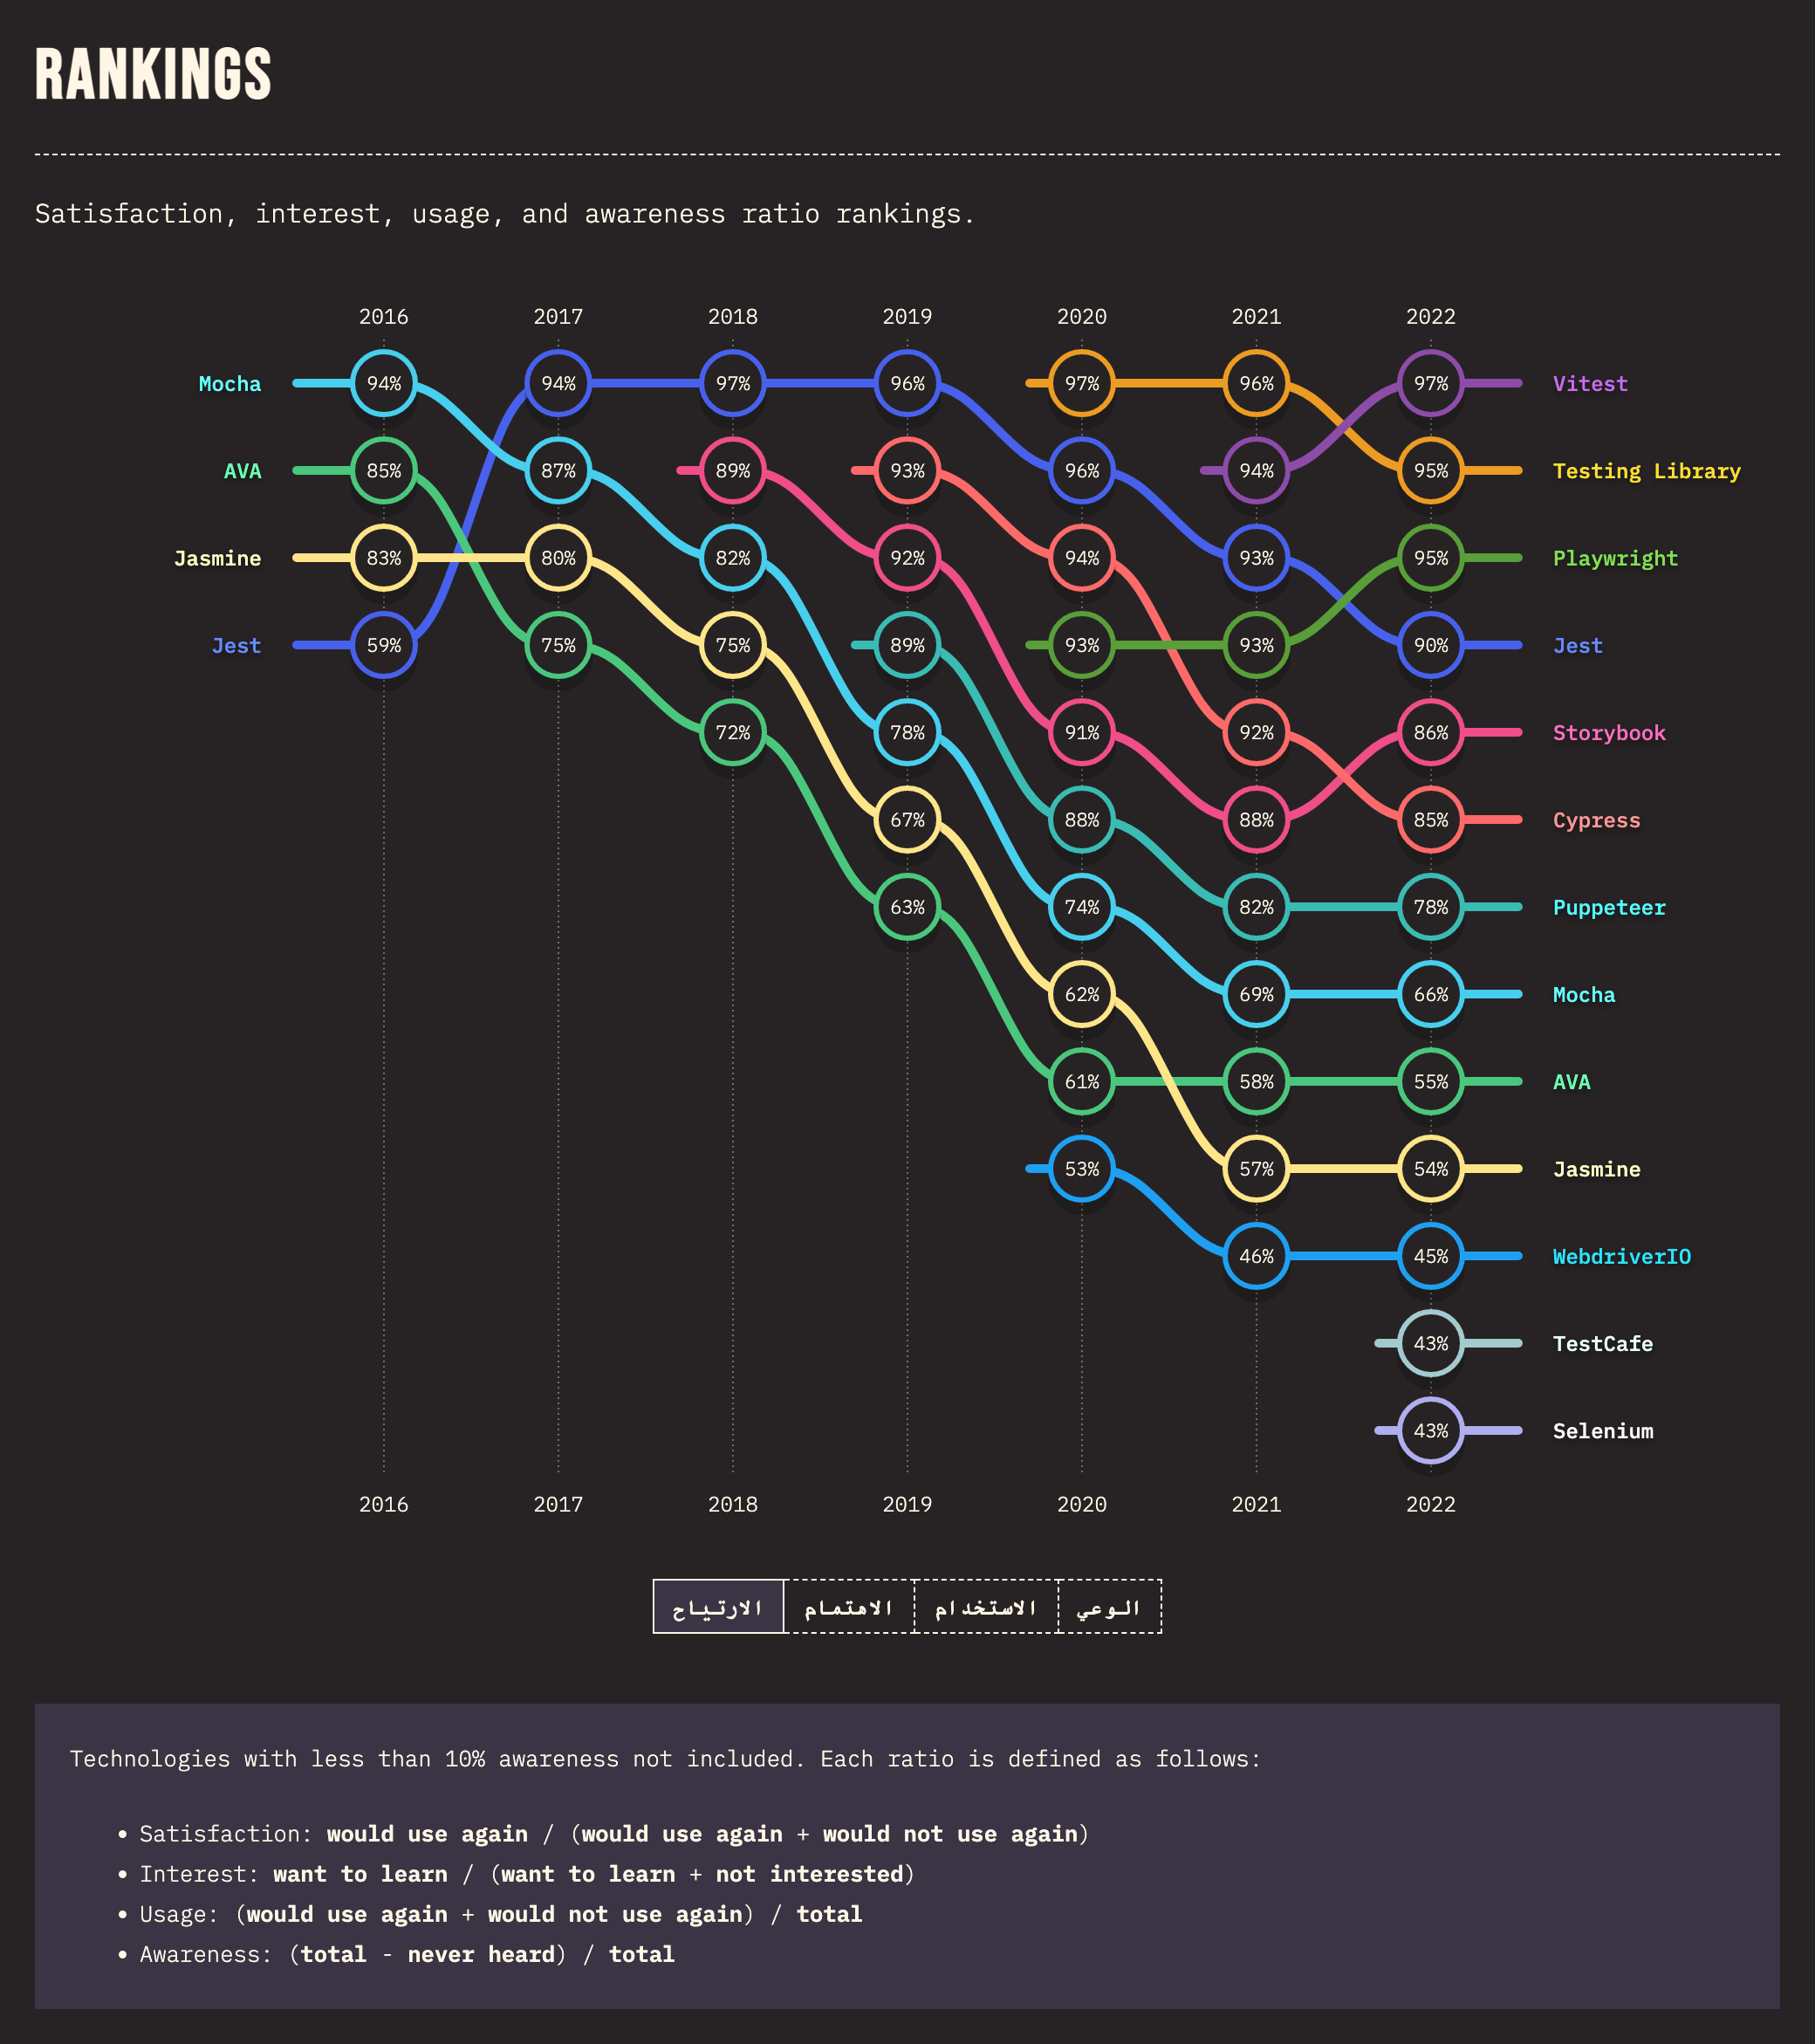 RANKINGS
Satisfaction, interest, usage, and awareness ratio rankings.
2016 2017 2018 2019 2020 2021 2022
Mocha 94% 94% 97% 96% 97% 96% 97% Vitest
AVA 85% 87% 89% 93% 96% 94% 95% Testing Library
Jasmine 83% 80% 82% 92% 94% 93% 95% Playwright
Jest 59% 75% 75% 89% 93% 93% 90% Jest
72% 78% 91% 92% 86% Storybook
67% 88% 88% 85% Cypress
63% 74% 82% 78% Puppeteer
62% 69% 66% Mocha
61% 58% 55% AVA
53% 57% 54% Jasmine
46% 45% WebdriverIO
43% TestCafe
43% Selenium
2016 2017 2018 2019 2020 2021 2022
الارتياح
الاهتمام
الاستخدام
الوعي
Technologies with less than 10% awareness not included. Each ratio is defined as follows:
• Satisfaction: would use again / (would use again + would not use again)
• Interest: want to learn / (want to learn + not interested)
• Usage: (would use again + would not use again) / total
• Awareness: (total - never heard) / total